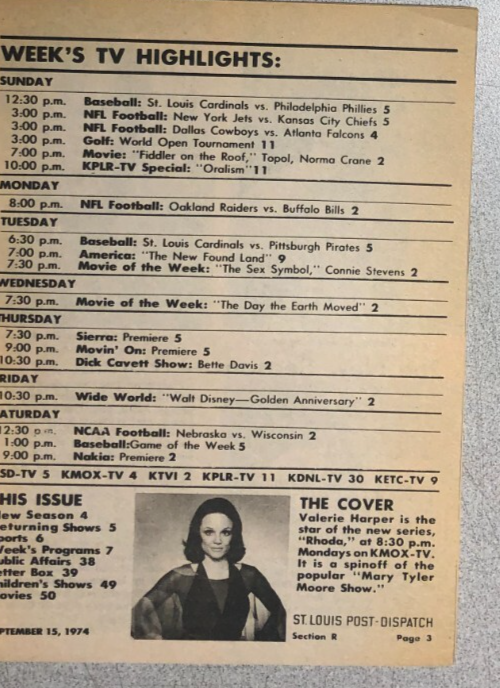 WEEK'S TV HIGHLIGHTS:
SUNDAY
12:30 p.m. Baseball: St. Louis Cardinals vs. Philadelphia Phillies 5
3:00 p.m. NFL Football: New York Jets vs. Kansas City Chiefs 5
3:00 p.m. NFL Football: Dallas Cowboys vs. Atlanta Falcons 4
3:00 p.m. Golf: World Open Tournament 11
7:00 p.m. Movie: "Fiddler on the Roof," Topol, Norma Crane 2
10:00 p.m. KPLR-TV Special: "Oralism" 11
MONDAY
8:00 p.m. NFL Football: Oakland Raiders vs. Buffalo Bills 2
TUESDAY
6:30 p.m. Baseball: St. Louis Cardinals vs. Pittsburgh Pirates 5
7:00 p.m. America: "The New Found Land" 9
7:30 p.m. Movie of the Week: "The Sex Symbol," Connie Stevens 2
WEDNESDAY
7:30 p.m. Movie of the Week: "The Day the Earth Moved" 2
HURSDAY
7:30 p.m. Sierra: Premiere 5
9:00 p.m. Movin' On: Premiere 5
10:30 p.m. Dick Cavett Show: Bette Davis 2
RIDAY
10:30 p.m. Wide World: "Walt Disney—Golden Anniversary" 2
ATURDAY
12:30 p.m. NCAA Football: Nebraska vs. Wisconsin 2
1:00 p.m. Baseball:Game of the Week 5
9:00 p.m. Nakia: Premiere 2
SD-TV 5 KMOX-TV 4 KTVI 2 KPLR-TV 11 KDNL-TV 30 KETC-TV 9
HIS ISSUE
ew Season 4
eturning Shows 5
ports 6
eek's Programs 7
ublic Affairs 38
etter Box 39
hildren's Shows 49
ovies 50
PTEMBER 15, 1974
THE COVER
Valerie Harper is the
star of the new series,
"Rhoda," at 8:30 p.m.
Mondays on KMOX-TV.
It is a spinoff of the
popular "Mary Tyler
Moore Show."
ST. LOUIS POST-DISPATCH
Section R Page 3